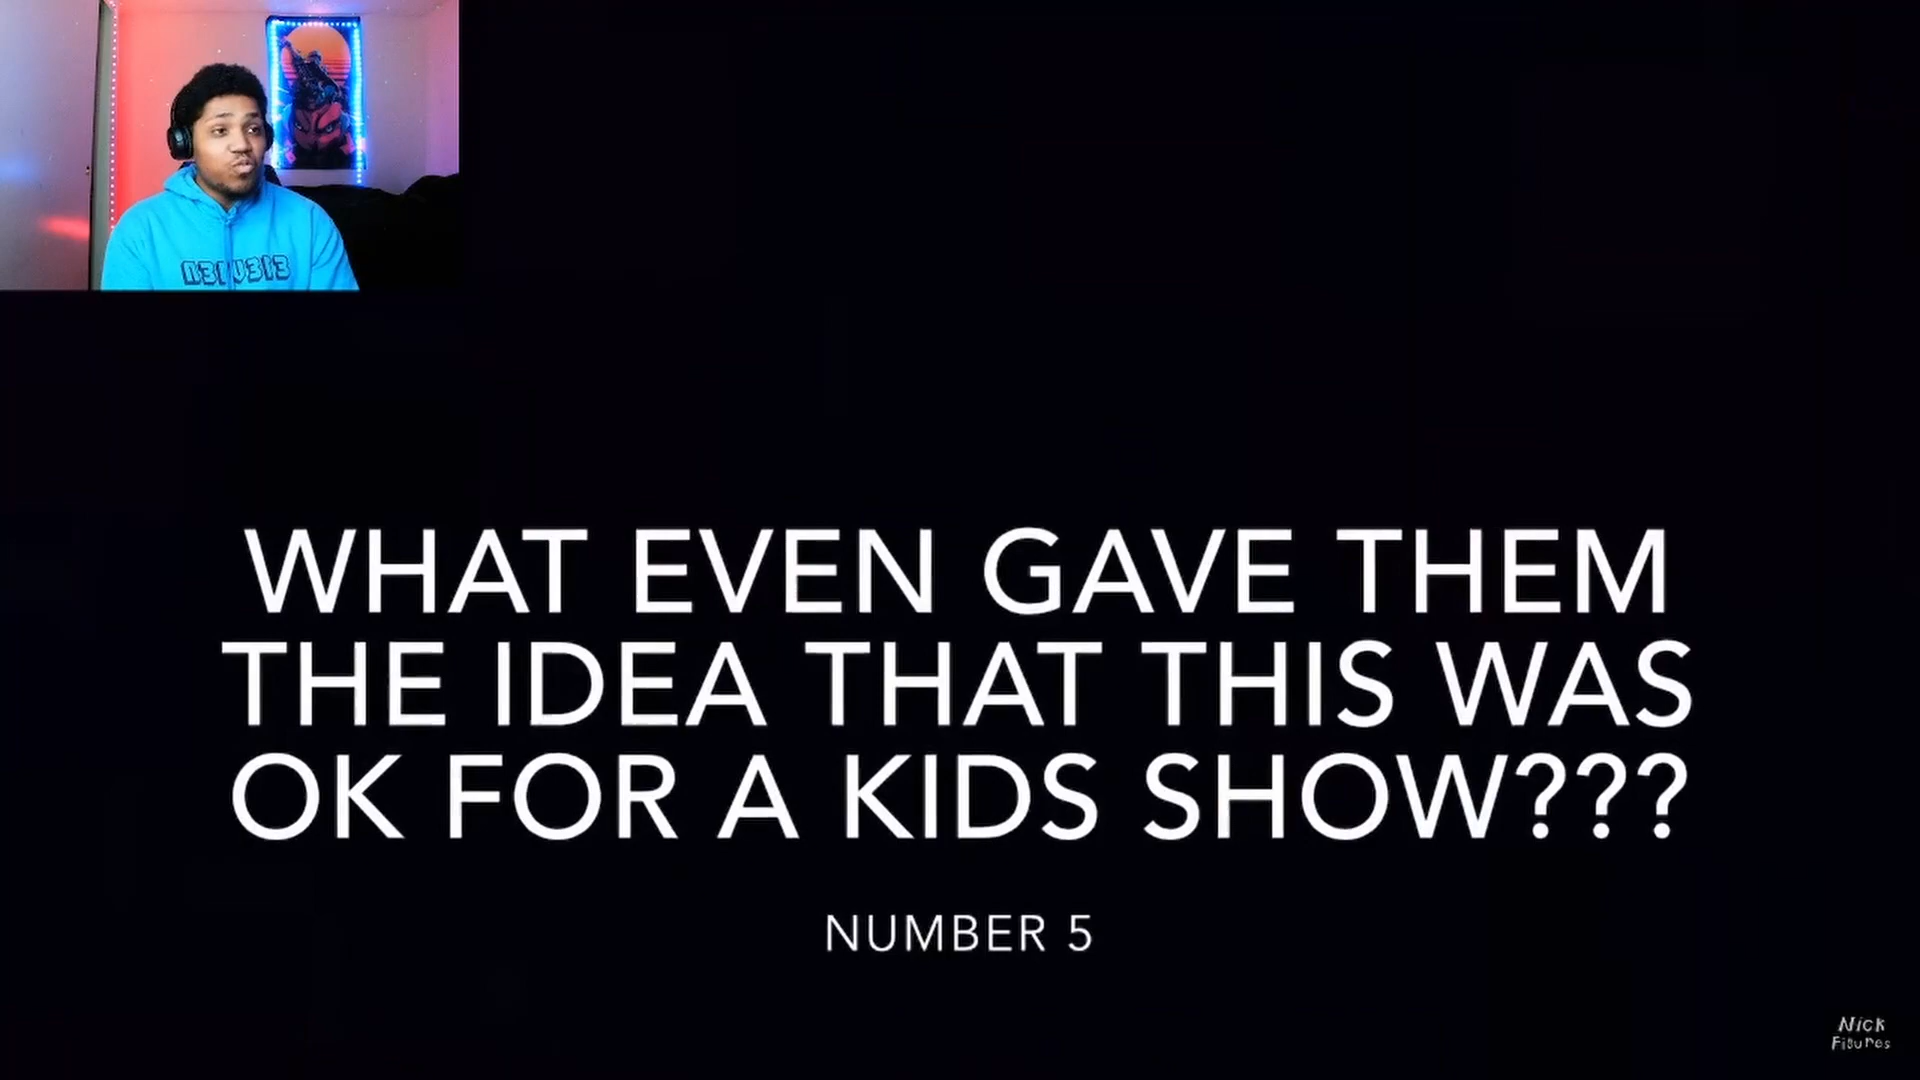 WHAT EVEN GAVE THEM
THE IDEA THAT THIS WAS
OK FOR A KIDS SHOW???
NUMBER 5
Nick
Figures